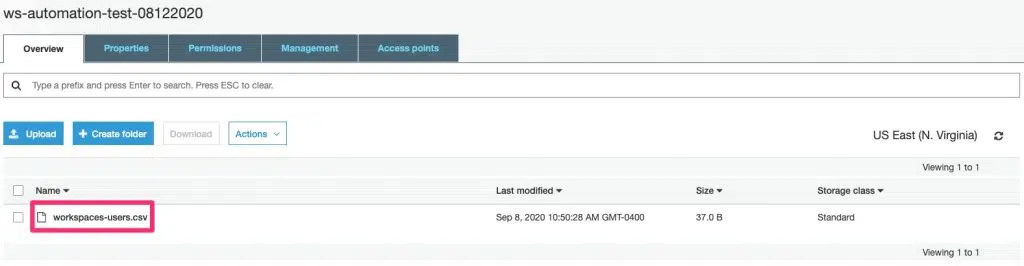 ws-automation-test-08122020
Overview Properties Permissions Management Access points
Type a prefix and press Enter to search. Press ESC to clear.
Upload Create folder Download Actions US East (N. Virginia)
Viewing 1 to 1
Name Last modified Size Storage class
workspaces-users.csv Sep 8, 2020 10:50:28 AM GMT-0400 37.0 B Standard
Viewing 1 to 1